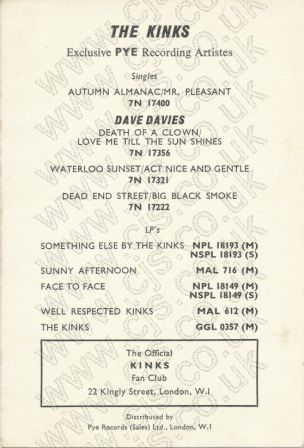 THE KINKS
Exclusive PYE Recording Artistes
Singles
AUTUMN ALMANAC/MR. PLEASANT
7N 17400
DAVE DAVIES
DEATH OF A CLOWN/
LOVE ME TILL THE SUN SHINES
7N 17356
WATERLOO SUNSET/ACT NICE AND GENTLE
7N 17321
DEAD END STREET/BIG BLACK SMOKE
7N 17222
LP's
SOMETHING ELSE BY THE KINKS NPL 18193 (M)
NSPL 18193 (S)
SUNNY AFTERNOON MAL 716 (M)
FACE TO FACE NPL 18149 (M)
NSPL 18149 (S)
WELL RESPECTED KINKS MAL 612 (M)
THE KINKS GGL 0357 (M)
The Official
KINKS
Fan Club
22 Kingly Street, London, W.1
Distributed by
Pye Records (Sales) Ltd., London, W.1
www.cjs.co.uk